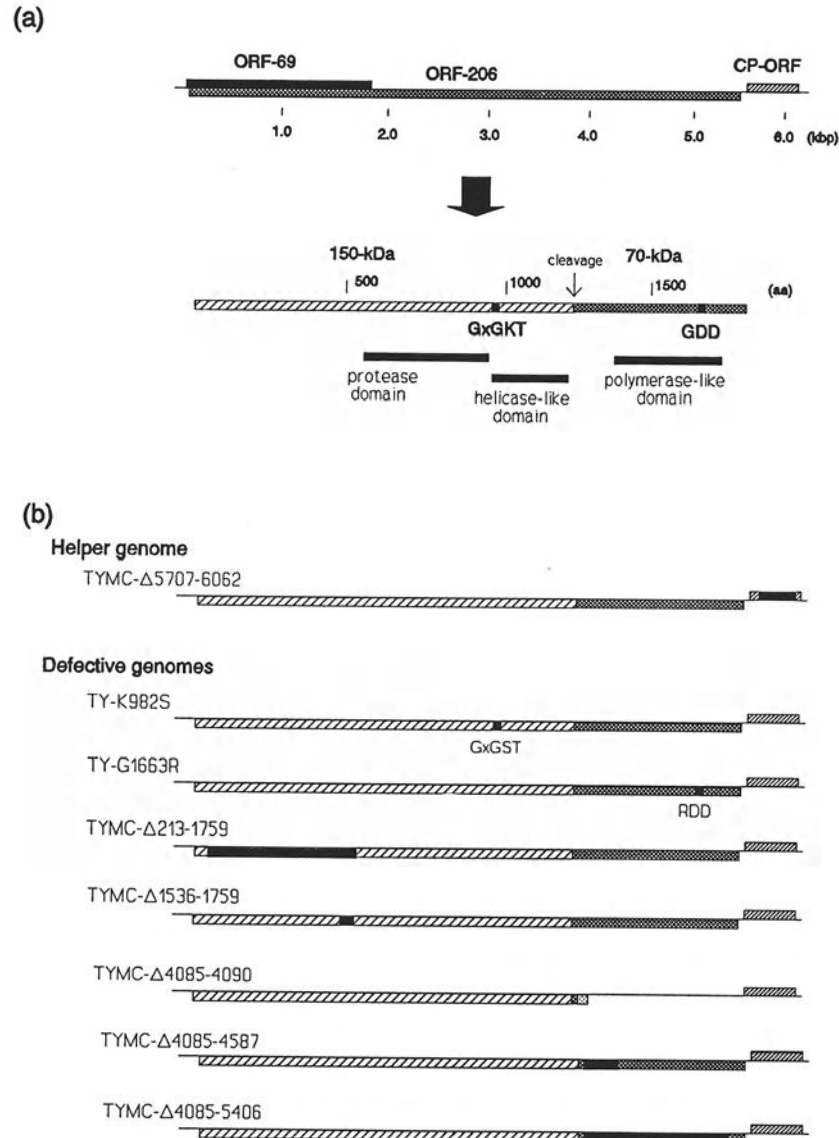 (a)
ORF-69
ORF-206
CP-ORF
1.0 2.0 3.0 4.0 5.0 6.0 (kbp)
150-kDa
cleavage
70-kDa
500 1000 1500 (aa)
GxGKT
GDD
protease
domain
helicase-like
domain
polymerase-like
domain
(b)
Helper genome
TYMC-Δ5707-6062
Defective genomes
TY-K982S
GxGST
TY-G1663R
RDD
TYMC-Δ213-1759
TYMC-Δ1536-1759
TYMC-Δ4085-4090
TYMC-Δ4085-4587
TYMC-Δ4085-5406